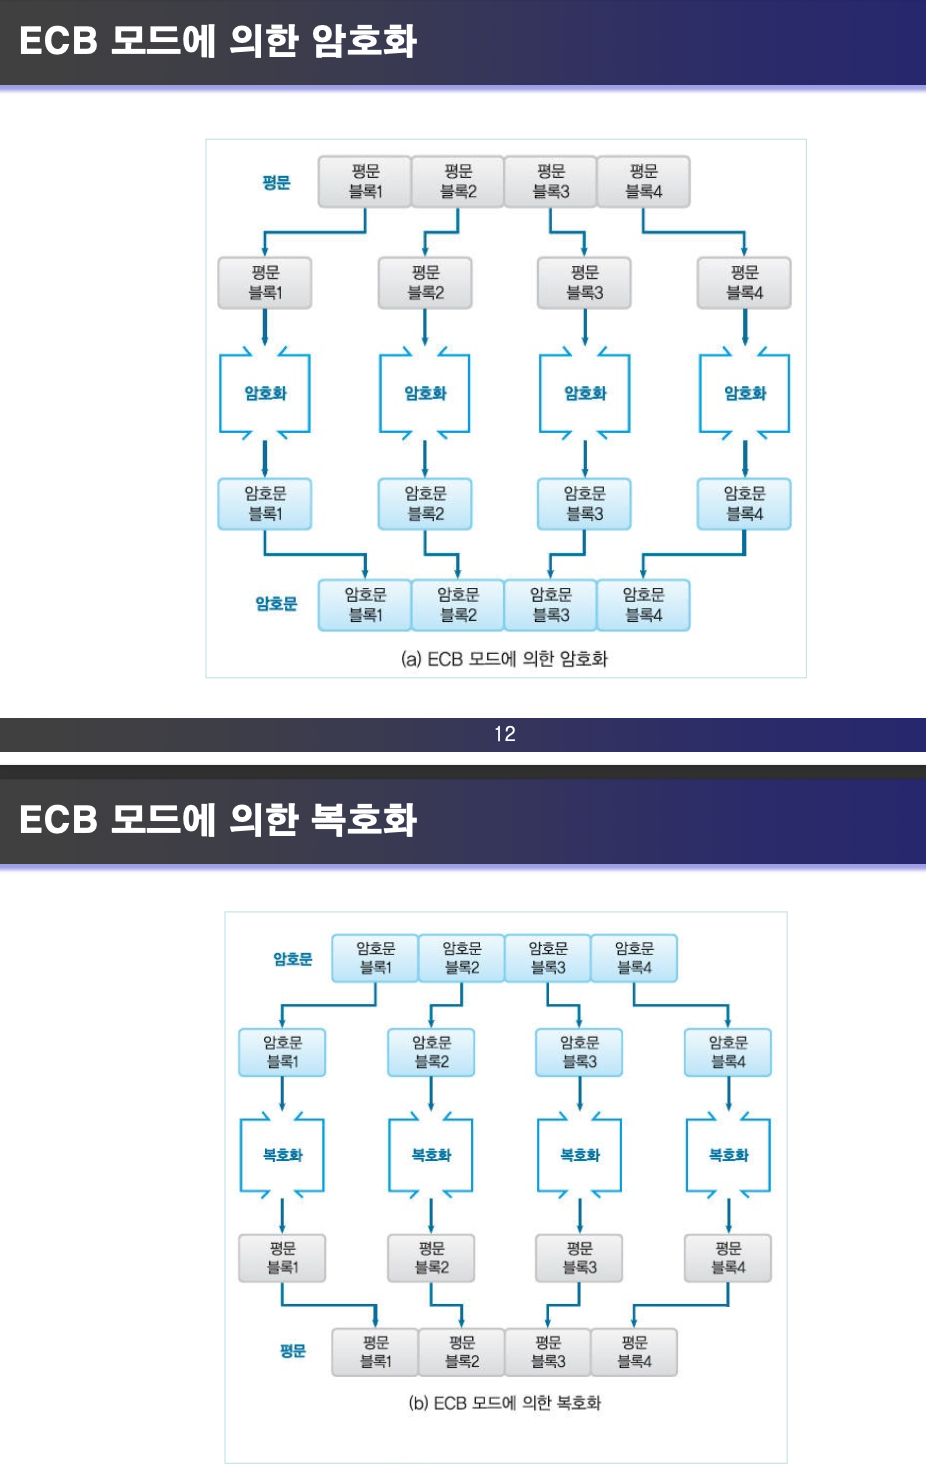 ECB 모드에 의한 암호화
평문
평문 블록1
평문 블록2
평문 블록3
평문 블록4
평문 블록1
평문 블록2
평문 블록3
평문 블록4
암호화
암호화
암호화
암호화
암호문 블록1
암호문 블록2
암호문 블록3
암호문 블록4
암호문
암호문 블록1
암호문 블록2
암호문 블록3
암호문 블록4
(a) ECB 모드에 의한 암호화
12
ECB 모드에 의한 복호화
암호문
암호문 블록1
암호문 블록2
암호문 블록3
암호문 블록4
암호문 블록1
암호문 블록2
암호문 블록3
암호문 블록4
복호화
복호화
복호화
복호화
평문 블록1
평문 블록2
평문 블록3
평문 블록4
평문
평문 블록1
평문 블록2
평문 블록3
평문 블록4
(b) ECB 모드에 의한 복호화